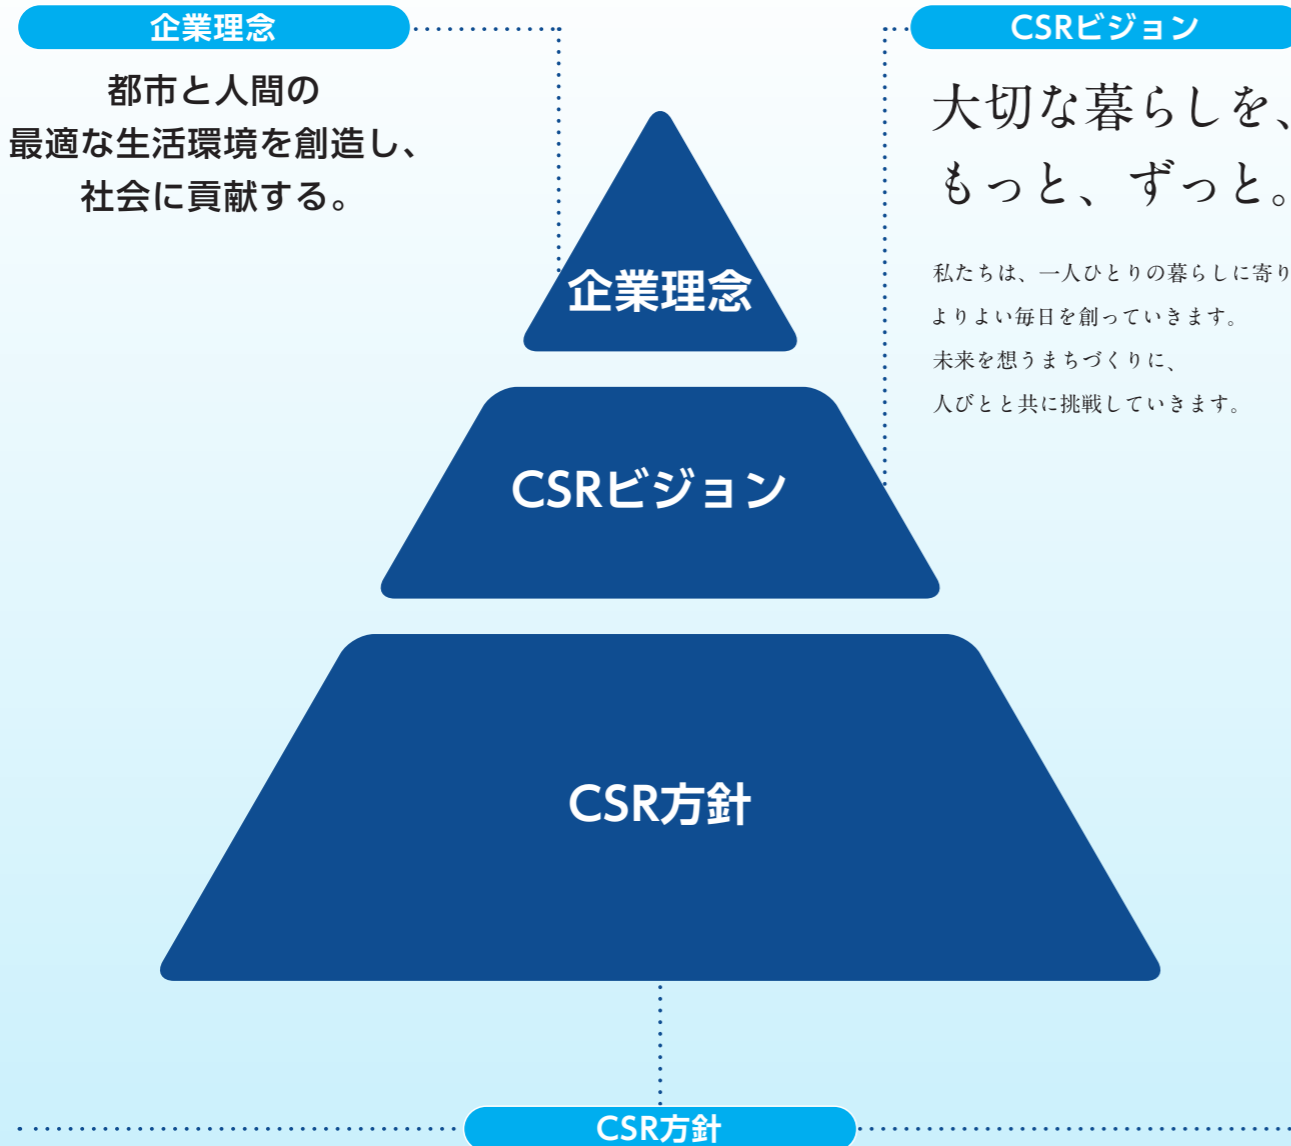 企業理念
都市と人間の
最適な生活環境を創造し、
社会に貢献する。
CSRビジョン
大切な暮らしを、
もっと、ずっと。
私たちは、一人ひとりの暮らしに寄り
よりよい毎日を創っていきます。
未来を想うまちづくりに、
人びとと共に挑戦していきます。
企業理念
CSRビジョン
CSR方針
CSR方針